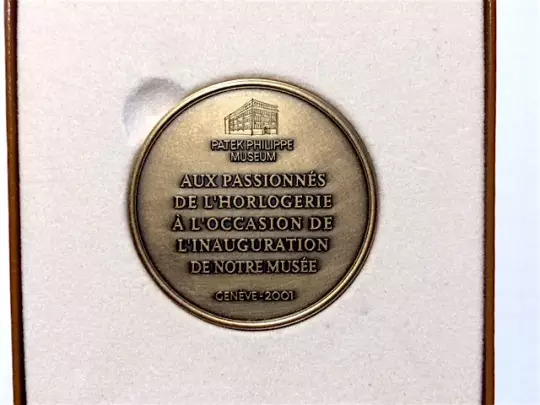 PATEK PHILIPPE
MUSEUM
AUX PASSIONNÉS
DE L'HORLOGERIE
À L'OCCASION DE
L'INAUGURATION
DE NOTRE MUSÉE
GENÈVE - 2001